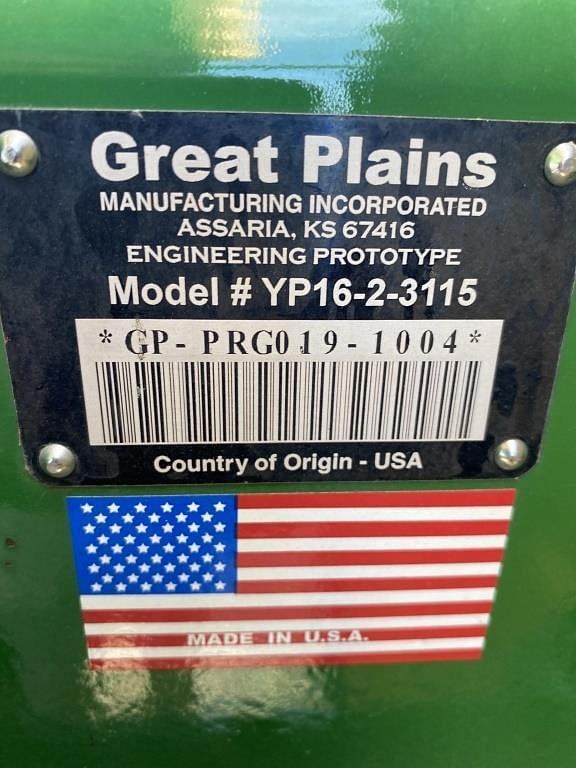 Great Plains
MANUFACTURING INCORPORATED
ASSARIA, KS 67416
ENGINEERING PROTOTYPE
Model # YP16-2-3115
*GP-PRG019-1004*
Country of Origin - USA
MADE IN U.S.A.